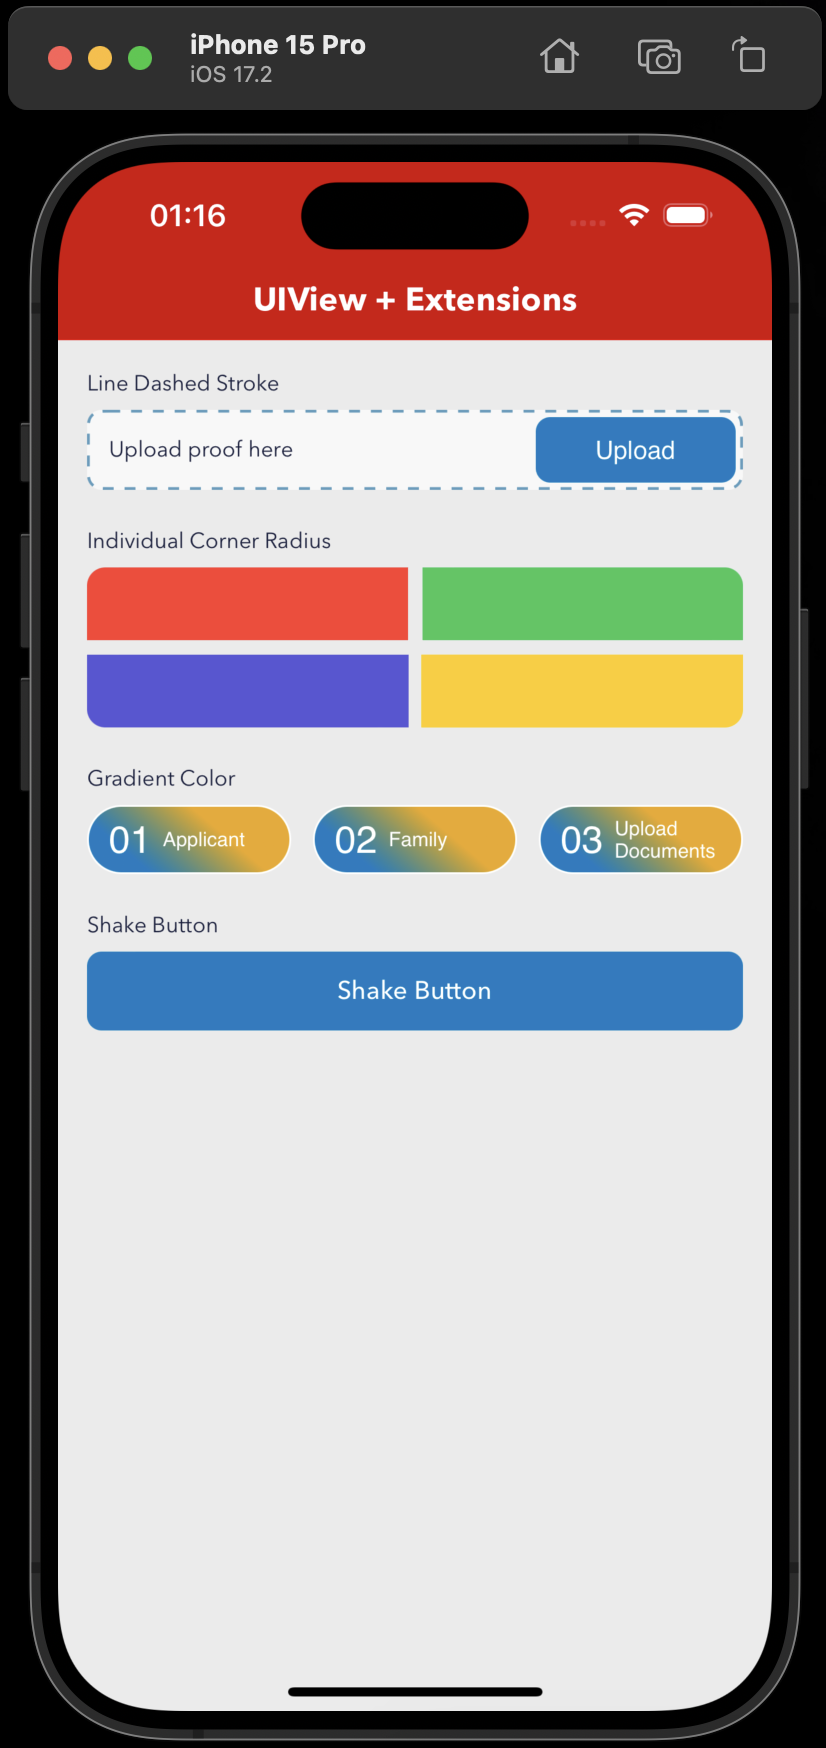 iPhone 15 Pro
iOS 17.2
01:16
UIView + Extensions
Line Dashed Stroke
Upload proof here
Upload
Individual Corner Radius
Gradient Color
01 Applicant
02 Family
03 Upload
Documents
Shake Button
Shake Button